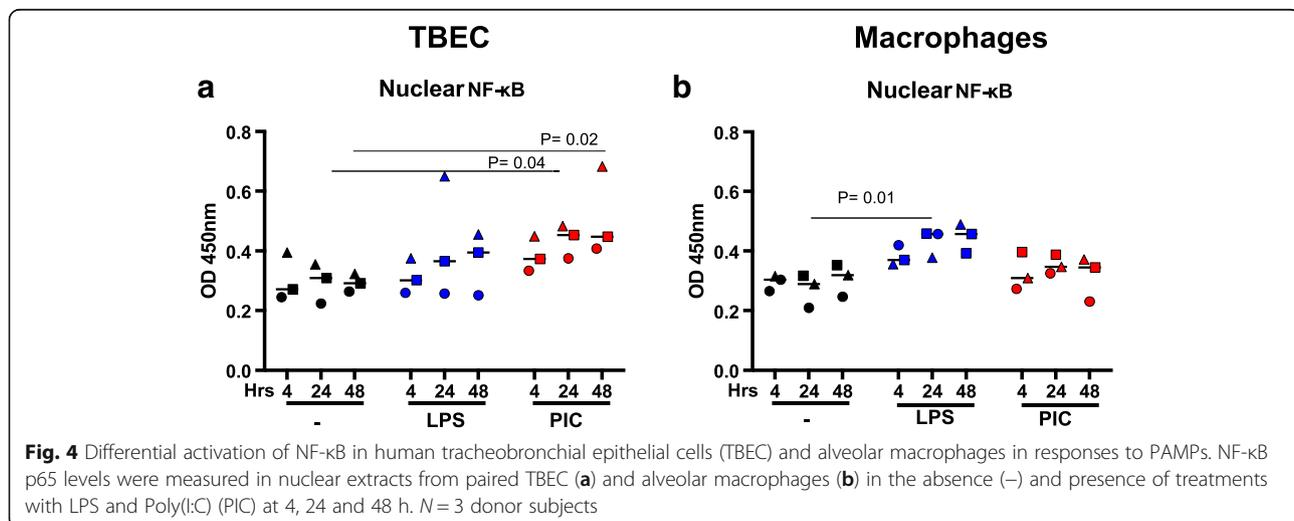 TBEC
Macrophages
a
Nuclear NF-κB
b
Nuclear NF-κB
OD 450nm
0.8
0.6
0.4
0.2
0.0
P= 0.02
P= 0.04
Hrs 4 24 48 4 24 48 4 24 48
- LPS PIC
OD 450nm
0.8
0.6
0.4
0.2
0.0
P= 0.01
Hrs 4 24 48 4 24 48 4 24 48
- LPS PIC
Fig. 4 Differential activation of NF-κB in human tracheobronchial epithelial cells (TBEC) and alveolar macrophages in responses to PAMPs. NF-κB
p65 levels were measured in nuclear extracts from paired TBEC (a) and alveolar macrophages (b) in the absence (−) and presence of treatments
with LPS and Poly(I:C) (PIC) at 4, 24 and 48 h. N = 3 donor subjects